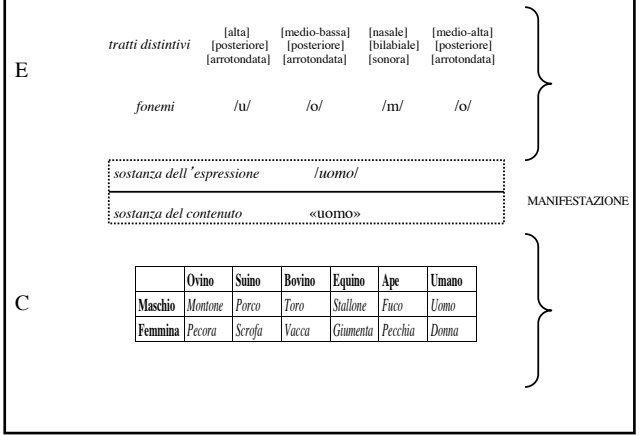 [alta] [medio-bassa] [nasale] [medio-alta]
tratti distintivi [posteriore] [posteriore] [bilabiale] [posteriore]
[arrotondata] [arrotondata] [sonora] [arrotondata]
E
fonemi /u/ /o/ /m/ /o/
sostanza dell'espressione /uomo/
MANIFESTAZIONE
sostanza del contenuto «uomo»
Ovino Suino Bovino Equino Ape Umano
C
Maschio Montone Porco Toro Stallone Fuco Uomo
Femmina Pecora Scrofa Vacca Giumenta Pecchia Donna